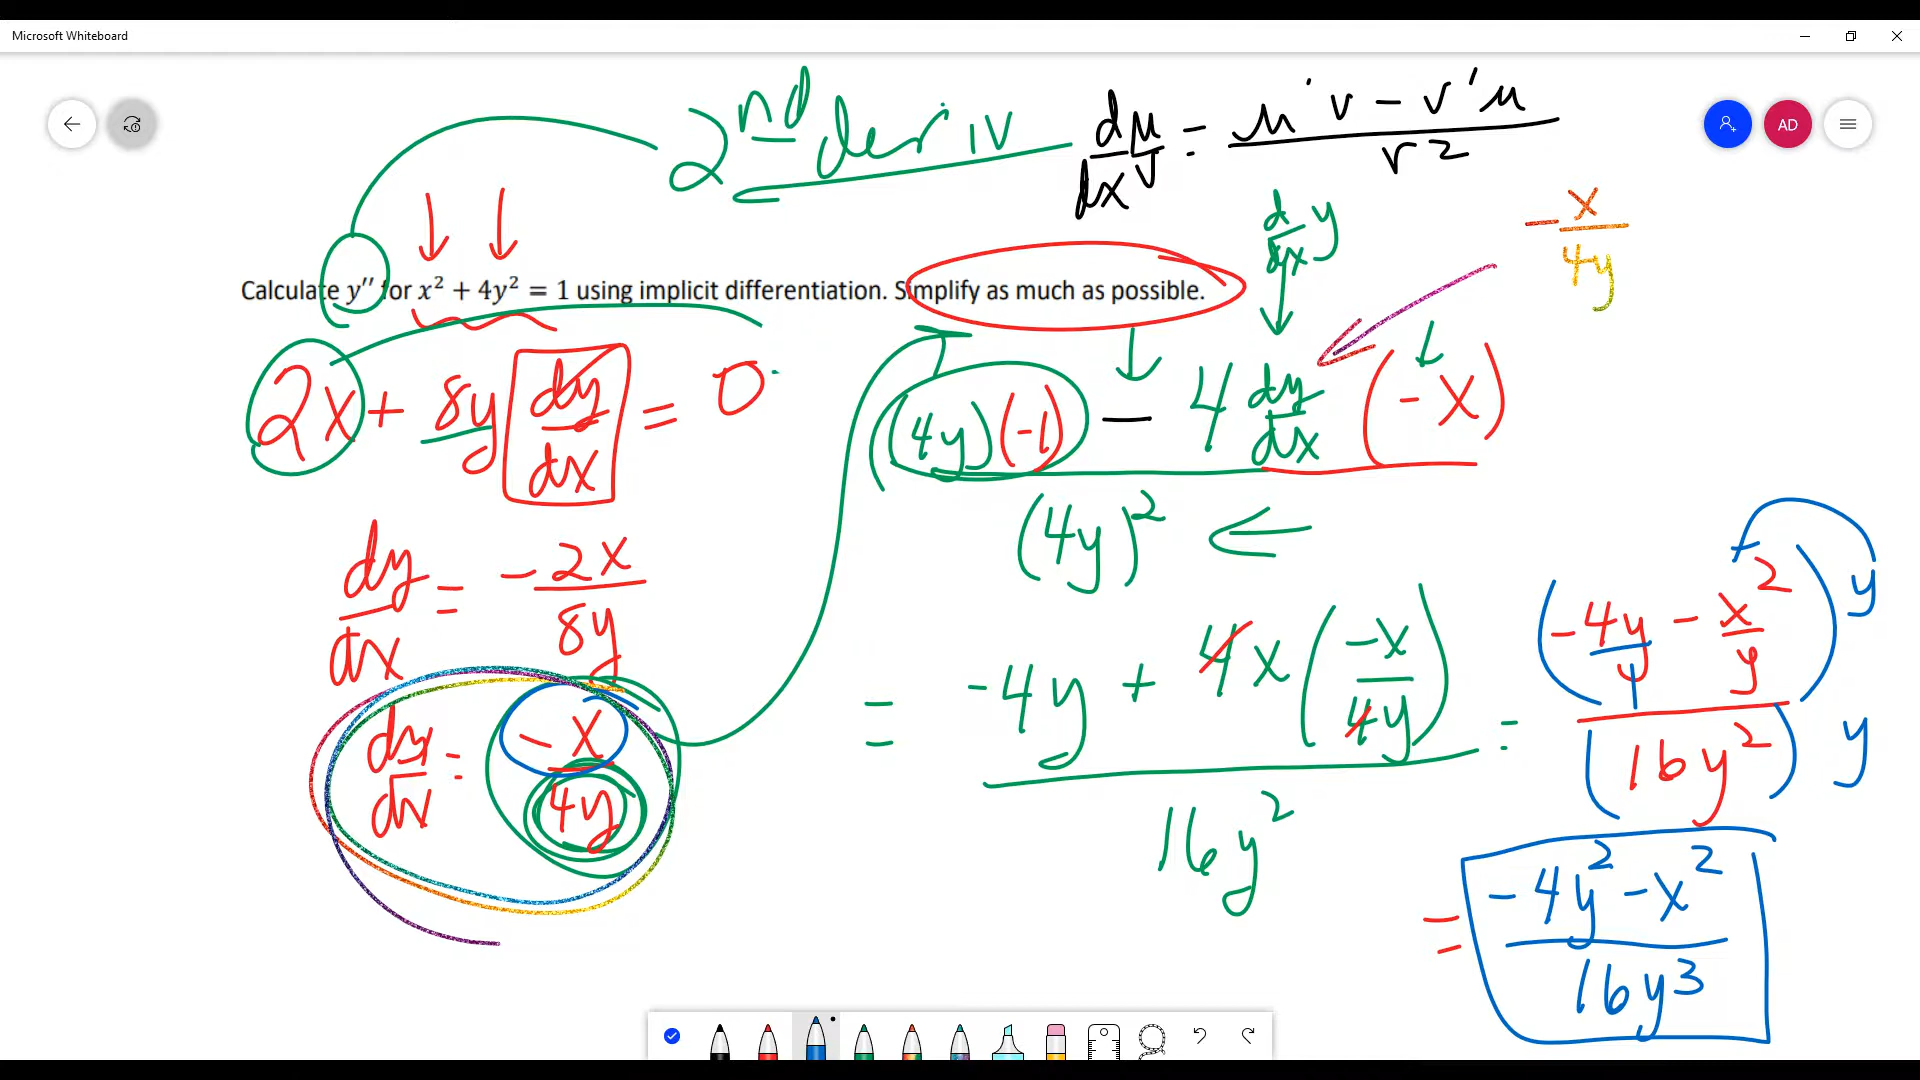 Microsoft Whiteboard
2nd deriv
d/dx u/v = (u'v - v'u)/v²
AD
d/dx y
-x/4y
Calculate y'' for x² + 4y² = 1 using implicit differentiation. Simplify as much as possible.
2x + 8y dy/dx = 0
((4y)(-1) - 4 dy/dx (-x))/(4y)²
dy/dx = -2x/8y
dy/dx = -x/4y
= (-4y + 4x(-x/4y))/16y² = (-4y/1 - x²/y)y/(16y²)y
= (-4y² - x²)/16y³